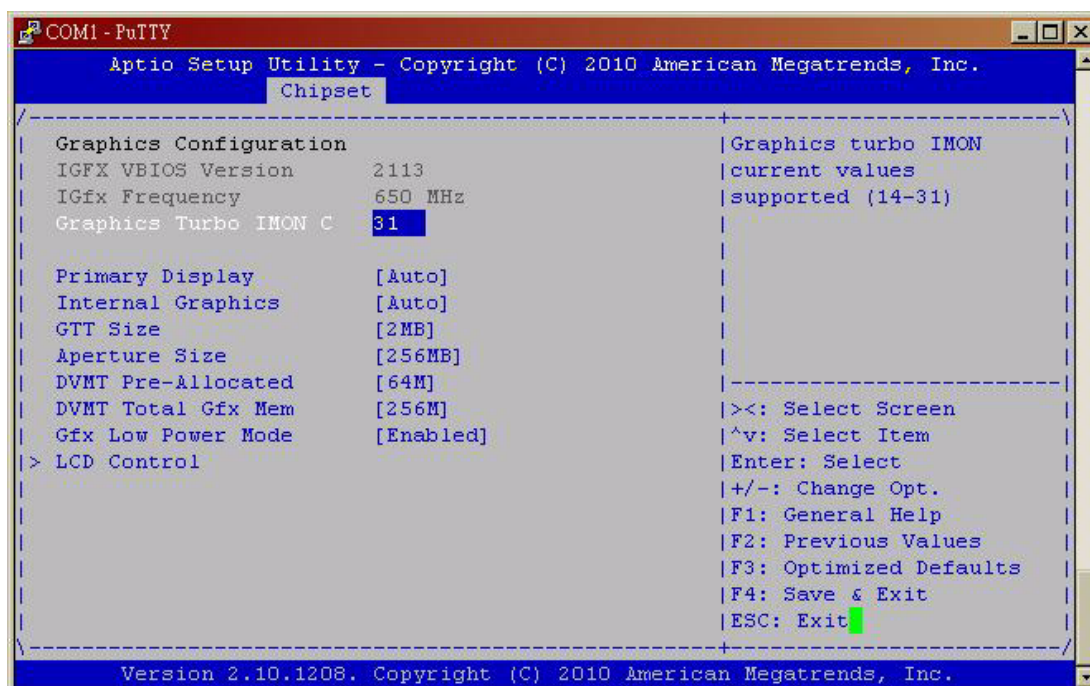 COM1 - PuTTY
Aptio Setup Utility - Copyright (C) 2010 American Megatrends, Inc.
Chipset
/----------------------------------------------------+-------------------------\
| Graphics Configuration |Graphics turbo IMON |
| IGFX VBIOS Version 2113 |current values |
| IGfx Frequency 650 MHz |supported (14-31) |
| Graphics Turbo IMON C 31 | |
| | |
| Primary Display [Auto] | |
| Internal Graphics [Auto] | |
| GTT Size [2MB] | |
| Aperture Size [256MB] | |
| DVMT Pre-Allocated [64M] |-------------------------|
| DVMT Total Gfx Mem [256M] |><: Select Screen |
| Gfx Low Power Mode [Enabled] |^v: Select Item |
|> LCD Control |Enter: Select |
| |+/-: Change Opt. |
| |F1: General Help |
| |F2: Previous Values |
| |F3: Optimized Defaults |
| |F4: Save & Exit |
| |ESC: Exit |
\----------------------------------------------------+-------------------------/
Version 2.10.1208. Copyright (C) 2010 American Megatrends, Inc.